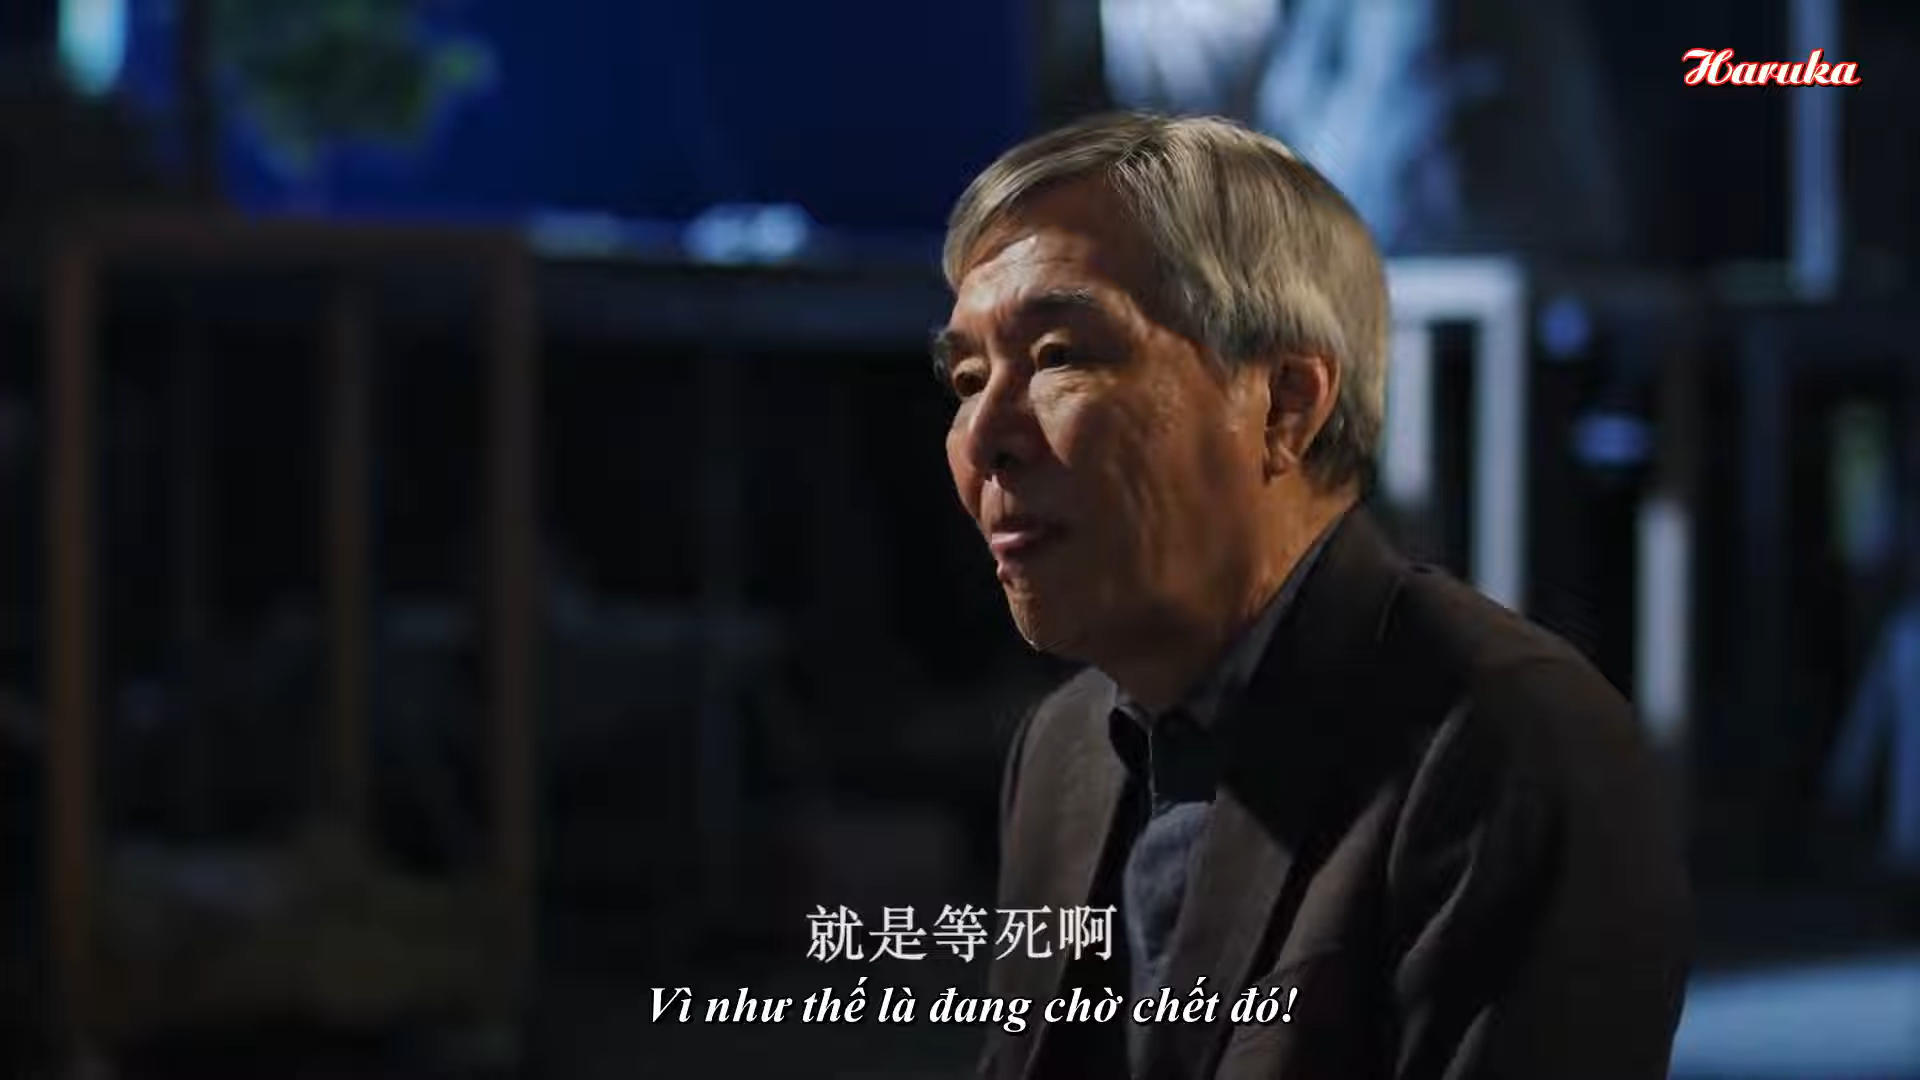 Haruka
就是等死啊
Vì như thế là đang chờ chết đó!